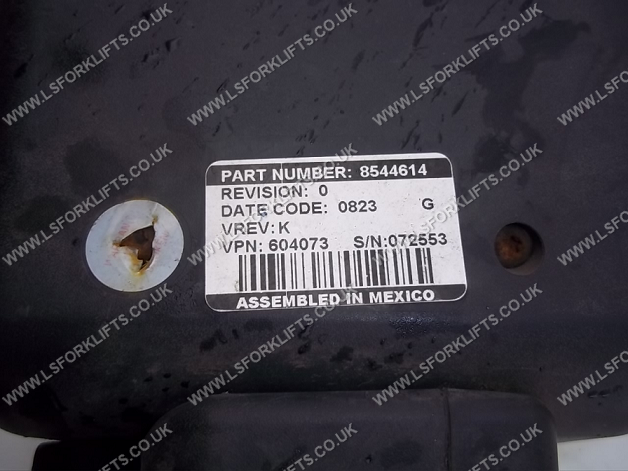 PART NUMBER: 8544614
REVISION: 0
DATE CODE: 0823 G
VREV: K
VPN: 604073 S/N:072553
ASSEMBLED IN MEXICO
WWW.LSFORKLIFTS.CO.UK